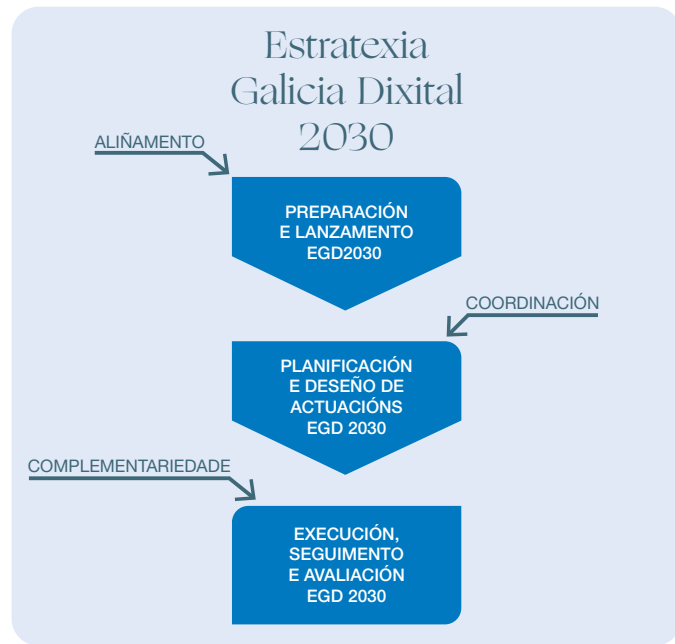 Estratexia
Galicia Dixital
2030
ALIÑAMENTO
PREPARACIÓN
E LANZAMENTO
EGD2030
COORDINACIÓN
PLANIFICACIÓN
E DESEÑO DE
ACTUACIÓNS
EGD 2030
COMPLEMENTARIEDADE
EXECUCIÓN,
SEGUIMENTO
E AVALIACIÓN
EGD 2030